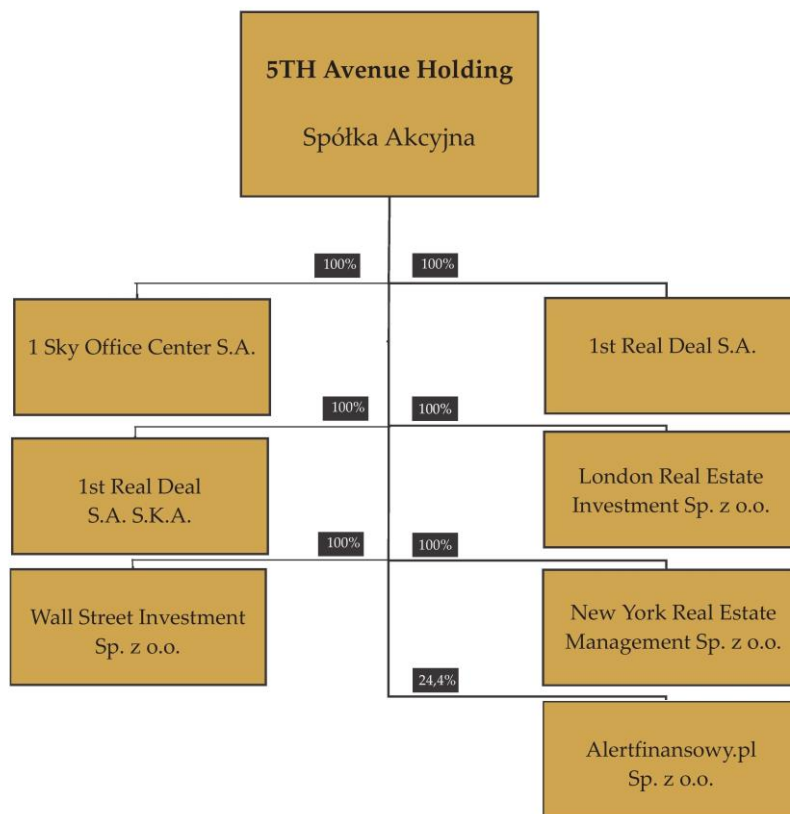 5TH Avenue Holding
Spółka Akcyjna
100%
100%
1 Sky Office Center S.A.
1st Real Deal S.A.
100%
100%
1st Real Deal
S.A. S.K.A.
London Real Estate
Investment Sp. z o.o.
100%
100%
Wall Street Investment
Sp. z o.o.
New York Real Estate
Management Sp. z o.o.
24,4%
Alertfinansowy.pl
Sp. z o.o.